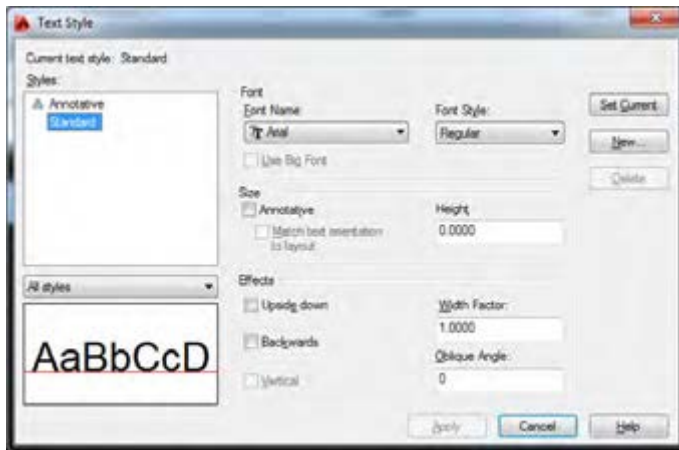 Text Style
Current text style: Standard
Styles:
Annotative
Standard
All styles
AaBbCcD
Font
Font Name:
Arial
Font Style:
Regular
Use Big Font
Size
Annotative
Match text orientation
to layout
Height
0.0000
Effects
Upside down
Backwards
Vertical
Width Factor:
1.0000
Oblique Angle:
0
Set Current
New...
Delete
Apply
Cancel
Help